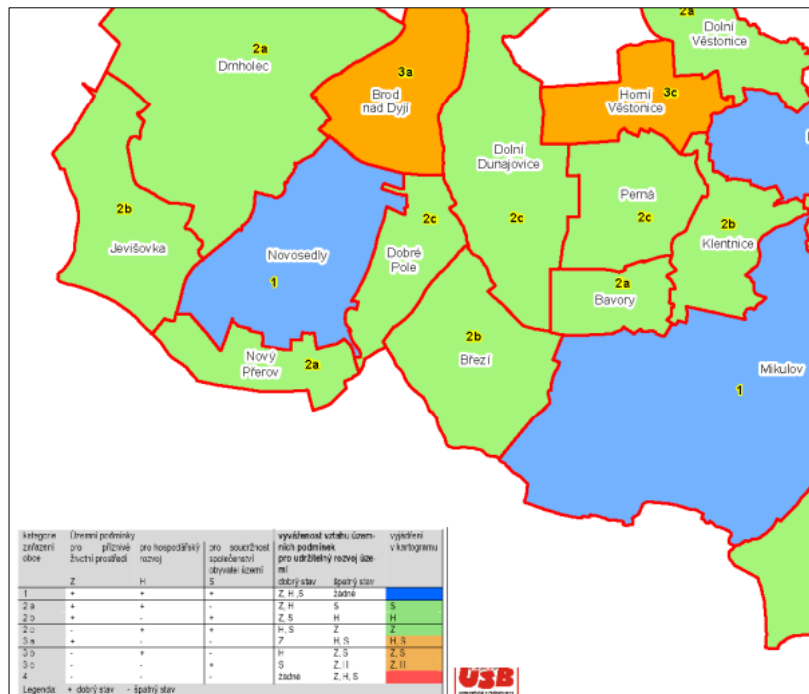 2a
Drnholec
3a
Brod
nad Dyjí
2a
Dolní
Věstonice
Horní 3c
Věstonice
Dolní
Dunajovice
2c
Perná
2c
2b
Klentnice
2b
Jevišovka
Novosedly
1
2c
Dobré
Pole
2a
Bavory
2b
Březí
Nový
Přerov 2a
Mikulov
1
kategorie Územní podmínky vyváženost vztahu územ-
zařazení pro příznivé pro hospodářský pro soudržnost ních podmínek vyjádření
obce životní prostředí rozvoj společenství pro udržitelný rozvoj úze- v kartogramu
obyvatel území mí
Z H S dobrý stav špatný stav
1 + + + Z, H ,S žádné
2 a + + - Z, H S S
2 b + - + Z, S H H
2 c - + + H, S Z Z
3 a + - - Z H, S H, S
3 b - + - H Z, S Z, S
3 c - - + S Z, H Z, H
4 - - - žádné Z, H, S
Legenda: + dobrý stav - špatný stav
USB